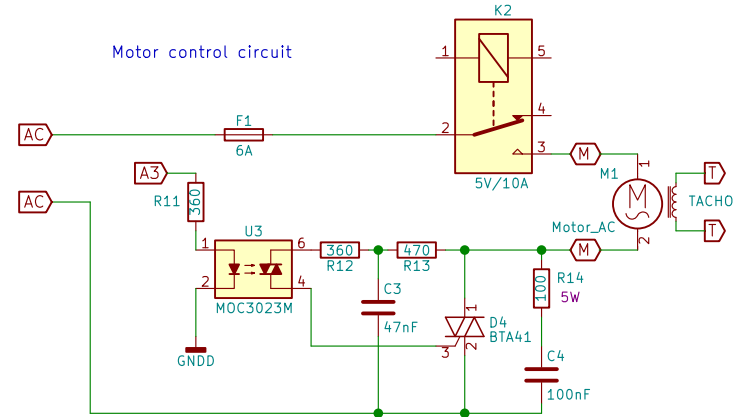 K2
Motor control circuit
1
5
4
AC
F1
2
6A
3
M
1
A3
5V/10A
M1
M
T
R11
360
AC
TACHO
U3
Motor_AC
T
1
6
360
470
M
2
R12
R13
2
4
100
R14
5W
C3
MOC3023M
1
47nF
D4
BTA41
GNDD
3
2
C4
100nF